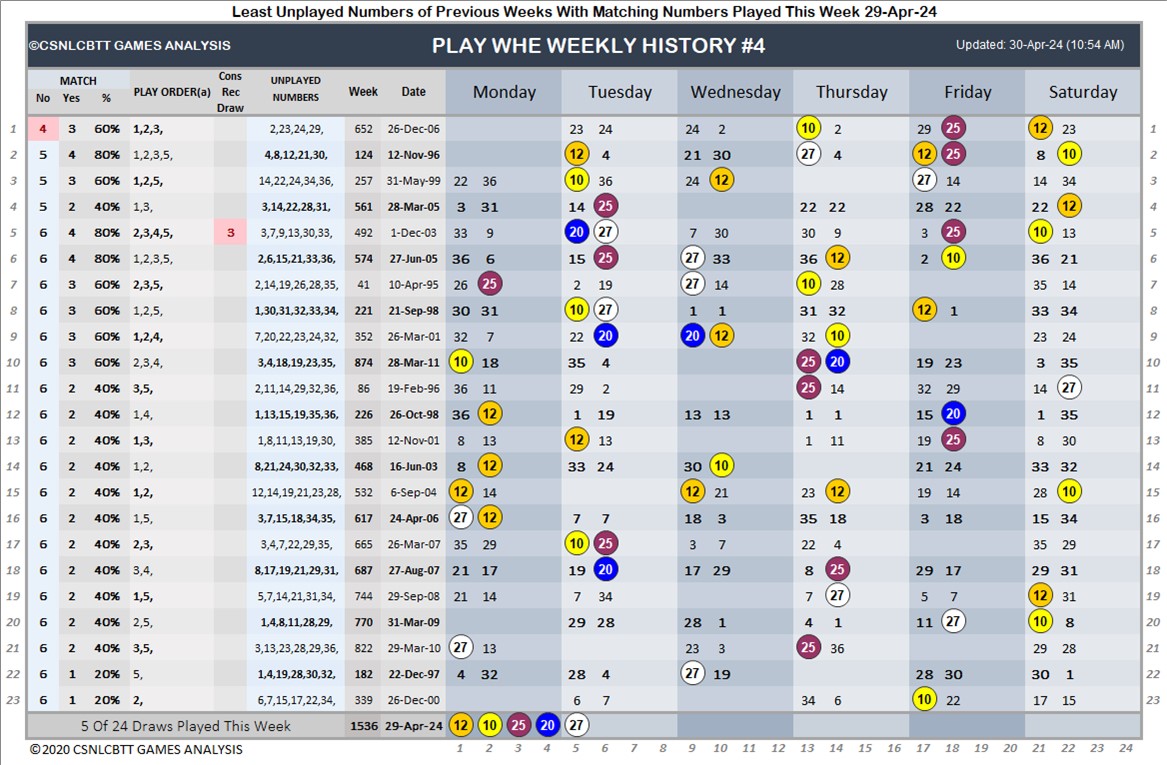 Least Unplayed Numbers of Previous Weeks With Matching Numbers Played This Week 29-Apr-24
©CSNLCBTT GAMES ANALYSIS PLAY WHE WEEKLY HISTORY #4 Updated: 30-Apr-24 (10:54 AM)
MATCH No Yes % PLAY ORDER(a) Cons Rec Draw UNPLAYED NUMBERS Week Date Monday Tuesday Wednesday Thursday Friday Saturday
1 4 3 60% 1,2,3, 2,23,24,29, 652 26-Dec-06 23 24 24 2 10 2 29 25 12 23 1
2 5 4 80% 1,2,3,5, 4,8,12,21,30, 124 12-Nov-96 12 4 21 30 27 4 12 25 8 10 2
3 5 3 60% 1,2,5, 14,22,24,34,36, 257 31-May-99 22 36 10 36 24 12 27 14 14 34 3
4 5 2 40% 1,3, 3,14,22,28,31, 561 28-Mar-05 3 31 14 25 22 22 28 22 22 12 4
5 6 4 80% 2,3,4,5, 3 3,7,9,13,30,33, 492 1-Dec-03 33 9 20 27 7 30 30 9 3 25 10 13 5
6 6 4 80% 1,2,3,5, 2,6,15,21,33,36, 574 27-Jun-05 36 6 15 25 27 33 36 12 2 10 36 21 6
7 6 3 60% 2,3,5, 2,14,19,26,28,35, 41 10-Apr-95 26 25 2 19 27 14 10 28 35 14 7
8 6 3 60% 1,2,5, 1,30,31,32,33,34, 221 21-Sep-98 30 31 10 27 1 1 31 32 12 1 33 34 8
9 6 3 60% 1,2,4, 7,20,22,23,24,32, 352 26-Mar-01 32 7 22 20 20 12 32 10 23 24 9
10 6 3 60% 2,3,4, 3,4,18,19,23,35, 874 28-Mar-11 10 18 35 4 25 20 19 23 3 35 10
11 6 2 40% 3,5, 2,11,14,29,32,36, 86 19-Feb-96 36 11 29 2 25 14 32 29 14 27 11
12 6 2 40% 1,4, 1,13,15,19,35,36, 226 26-Oct-98 36 12 1 19 13 13 1 1 15 20 1 35 12
13 6 2 40% 1,3, 1,8,11,13,19,30, 385 12-Nov-01 8 13 12 13 1 11 19 25 8 30 13
14 6 2 40% 1,2, 8,21,24,30,32,33, 468 16-Jun-03 8 12 33 24 30 10 21 24 33 32 14
15 6 2 40% 1,2, 12,14,19,21,23,28, 532 6-Sep-04 12 14 12 21 23 12 19 14 28 10 15
16 6 2 40% 1,5, 3,7,15,18,34,35, 617 24-Apr-06 27 12 7 7 18 3 35 18 3 18 15 34 16
17 6 2 40% 2,3, 3,4,7,22,29,35, 665 26-Mar-07 35 29 10 25 3 7 22 4 35 29 17
18 6 2 40% 3,4, 8,17,19,21,29,31, 687 27-Aug-07 21 17 19 20 17 29 8 25 29 17 29 31 18
19 6 2 40% 1,5, 5,7,14,21,31,34, 744 29-Sep-08 21 14 7 34 7 27 5 7 12 31 19
20 6 2 40% 2,5, 1,4,8,11,28,29, 770 31-Mar-09 29 28 28 1 4 1 11 27 10 8 20
21 6 2 40% 3,5, 3,13,23,28,29,36, 822 29-Mar-10 27 13 23 3 25 36 29 28 21
22 6 1 20% 5, 1,4,19,28,30,32, 182 22-Dec-97 4 32 28 4 27 19 28 30 30 1 22
23 6 1 20% 2, 6,7,15,17,22,34, 339 26-Dec-00 6 7 34 6 10 22 17 15 23
5 Of 24 Draws Played This Week 1536 29-Apr-24 12 10 25 20 27
©2020 CSNLCBTT GAMES ANALYSIS 1 2 3 4 5 6 7 8 9 10 11 12 13 14 15 16 17 18 19 20 21 22 23 24